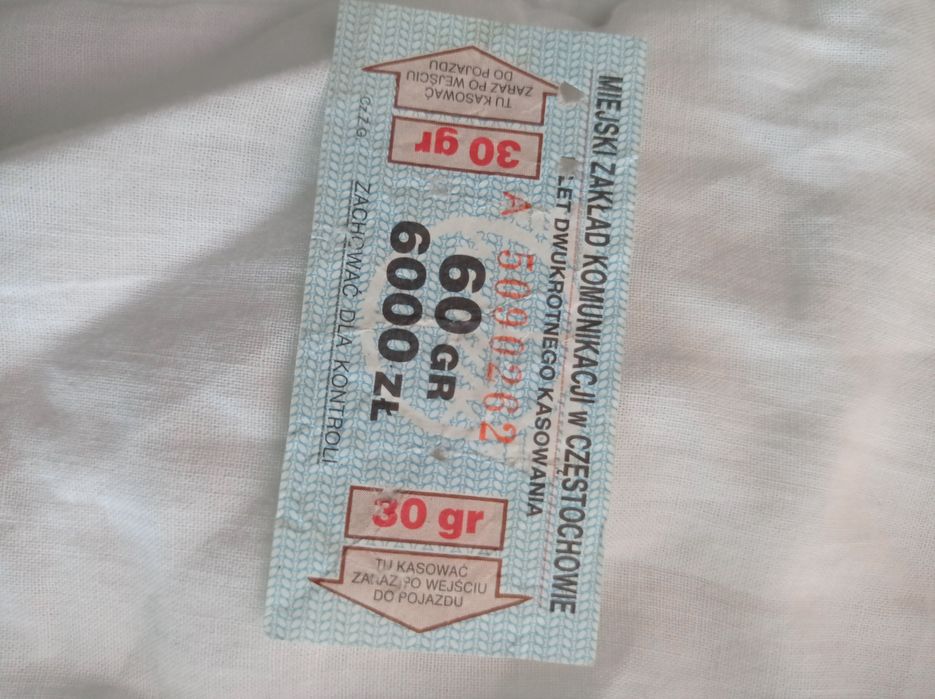 MIEJSKI ZAKŁAD KOMUNIKACJI w CZĘSTOCHOWIE
LET DWUKROTNEGO KASOWANIA
A 5090262
60 GR
6000 ZŁ
ZACHOWAĆ DLA KONTROLI
Cz.Z.G.
30 gr
TU KASOWAĆ
ZARAZ PO WEJŚCIU
DO POJAZDU
30 gr
TU KASOWAĆ
ZARAZ PO WEJŚCIU
DO POJAZDU